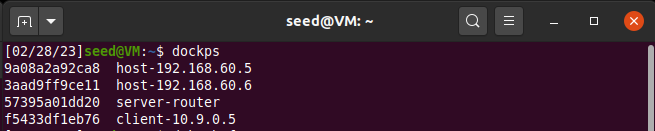 seed@VM: ~
[02/28/23]seed@VM:~$ dockps
9a08a2a92ca8  host-192.168.60.5
3aad9ff9ce11  host-192.168.60.6
57395a01dd20  server-router
f5433df1eb76  client-10.9.0.5